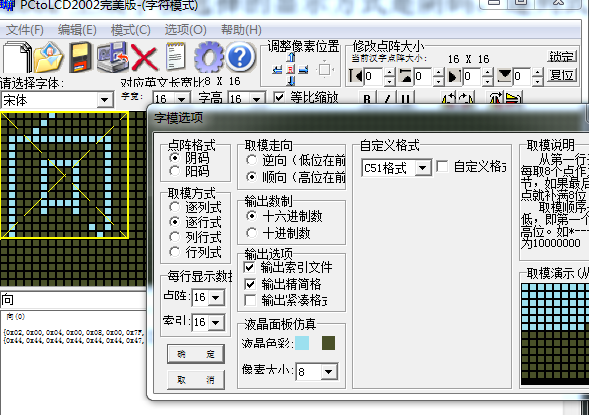 PCtoLCD2002完美版-(字符模式)
文件(F) 编辑(E) 模式(M) C式(C) 选项(O) 帮助(H)
调整像素位置
修改点阵大小
当前汉字点阵大小: 16 X 16
锁定
复位
0 0 0 0
请选择字体:
对应英文长宽比:8 X 16
宋体
字宽: 16 字高 16
等比缩放
B I U
字模选项
点阵格式
阴码
阳码
取模方式
逐列式
逐行式
列行式
行列式
每行显示数据
点阵: 16
索引: 16
确 定
取 消
取模走向
逆向(低位在前
顺向(高位在前
输出数制
十六进制数
十进制数
输出选项
输出索引文件
输出精简格
输出紧凑格式
液晶面板仿真
液晶色彩:
像素大小: 8
自定义格式
C51格式
自定义格式
取模说明
从第一行
每取8个点作
节，如果最后
点就补满8位
取模顺序
低，即第一个
高位。如*---
为10000000
取模演示(从
向
向(0)
{0x02,0x00,0x04,0x00,0x08,0x00,0x7F,
{0x44,0x44,0x44,0x44,0x44,0x44,0x47,